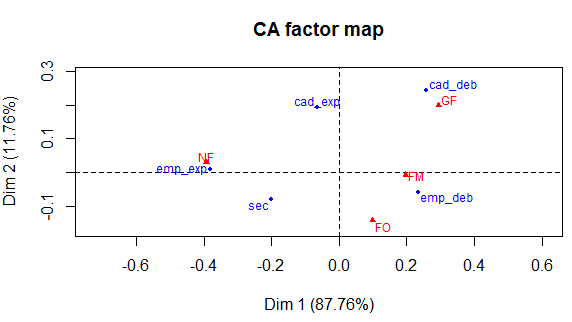 CA factor map
Dim 2 (11.76%)
0.3
0.1
-0.1
cad_deb
GF
cad_exp
NF
emp_exp
FM
emp_deb
sec
FO
-0.6
-0.4
-0.2
0.0
0.2
0.4
0.6
Dim 1 (87.76%)